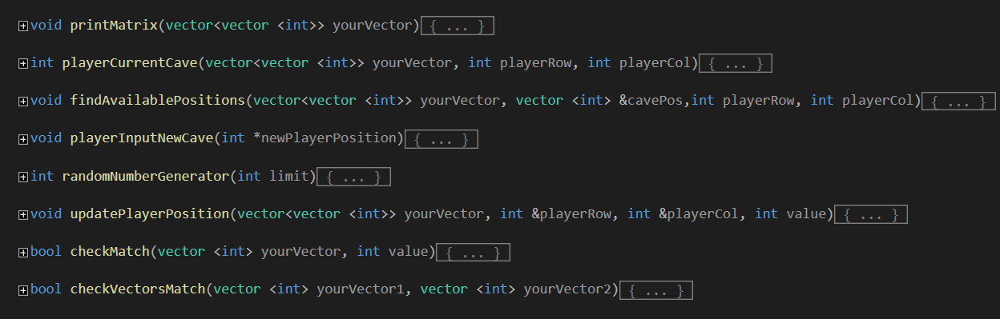 void printMatrix(vector<vector <int>> yourVector){ ... }
int playerCurrentCave(vector<vector <int>> yourVector, int playerRow, int playerCol){ ... }
void findAvailablePositions(vector<vector <int>> yourVector, vector <int> &cavePos,int playerRow, int playerCol){ ... }
void playerInputNewCave(int *newPlayerPosition){ ... }
int randomNumberGenerator(int limit){ ... }
void updatePlayerPosition(vector<vector <int>> yourVector, int &playerRow, int &playerCol, int value){ ... }
bool checkMatch(vector <int> yourVector, int value){ ... }
bool checkVectorsMatch(vector <int> yourVector1, vector <int> yourVector2){ ... }